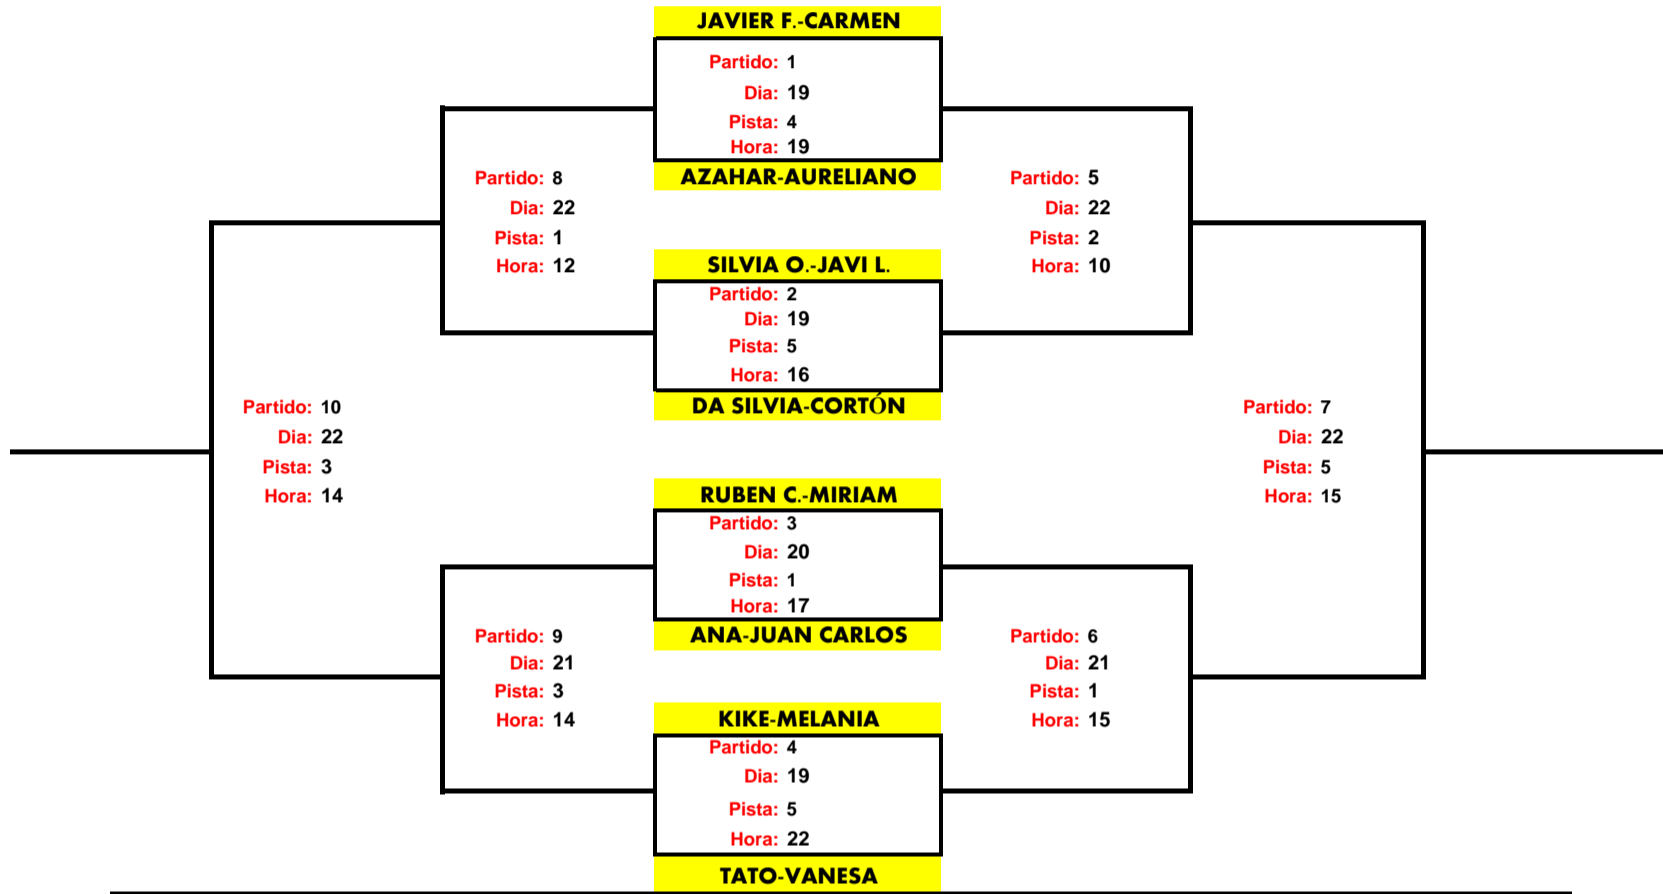 JAVIER F.-CARMEN
Partido: 1
Dia: 19
Pista: 4
Hora: 19
AZAHAR-AURELIANO
Partido: 8
Dia: 22
Pista: 1
Hora: 12
Partido: 5
Dia: 22
Pista: 2
Hora: 10
SILVIA O.-JAVI L.
Partido: 2
Dia: 19
Pista: 5
Hora: 16
DA SILVIA-CORTÓN
Partido: 10
Dia: 22
Pista: 3
Hora: 14
Partido: 7
Dia: 22
Pista: 5
Hora: 15
RUBEN C.-MIRIAM
Partido: 3
Dia: 20
Pista: 1
Hora: 17
ANA-JUAN CARLOS
Partido: 9
Dia: 21
Pista: 3
Hora: 14
Partido: 6
Dia: 21
Pista: 1
Hora: 15
KIKE-MELANIA
Partido: 4
Dia: 19
Pista: 5
Hora: 22
TATO-VANESA